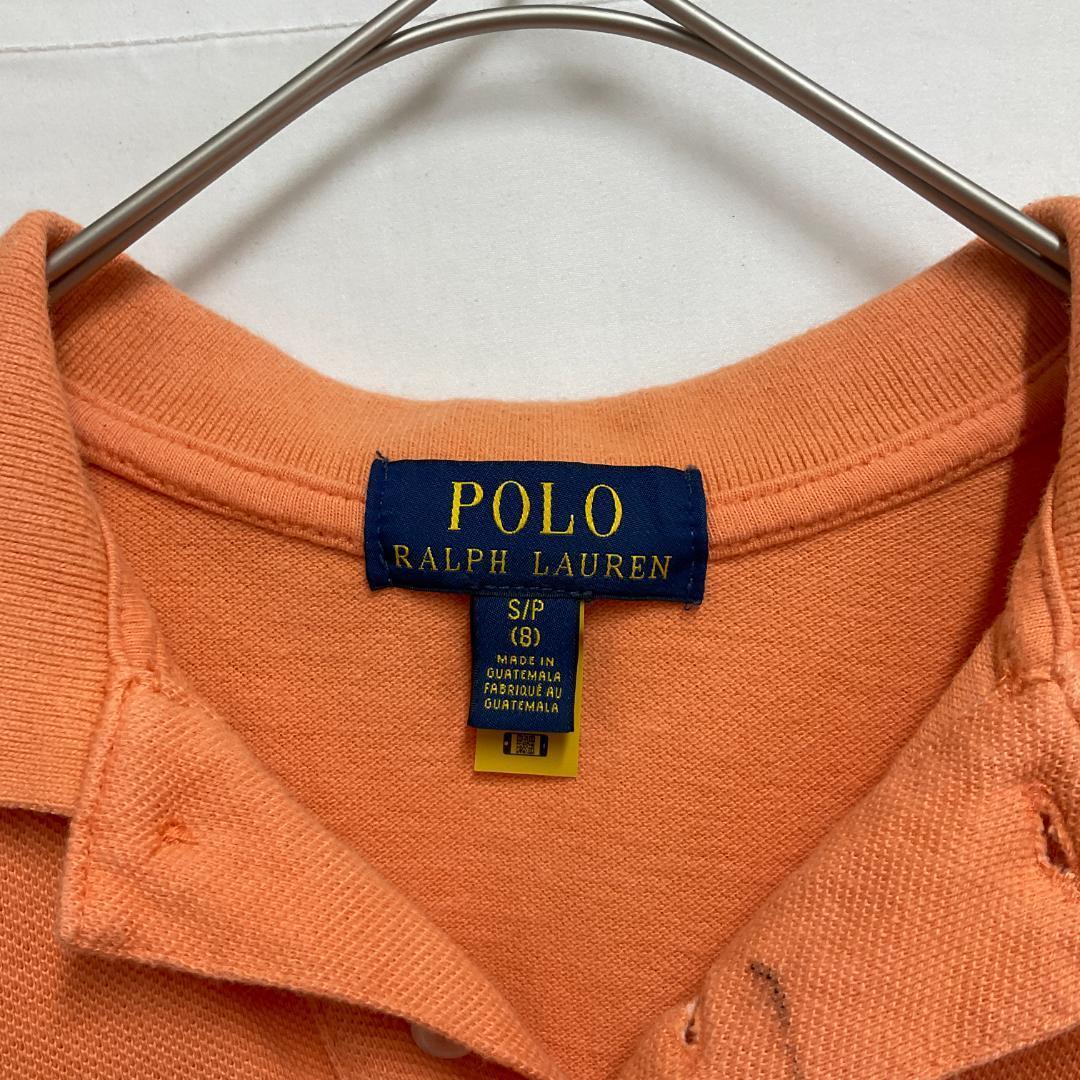 POLO
RALPH LAUREN
S/P
(8)
MADE IN
GUATEMALA
FABRIQUÉ AU
GUATEMALA